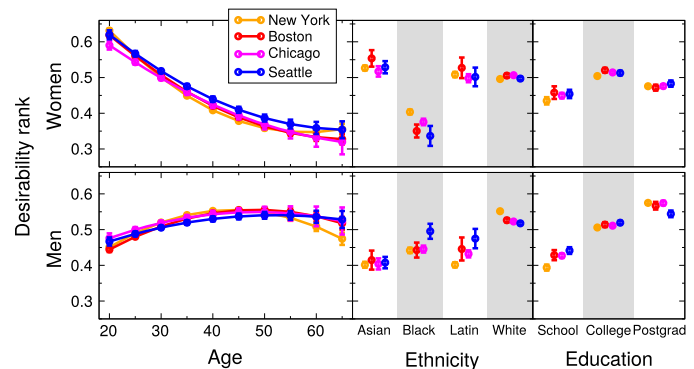 New York
Boston
Chicago
Seattle
Desirability rank
Women
0.6
0.5
0.4
0.3
Men
0.6
0.5
0.4
0.3
20 30 40 50 60
Asian Black Latin White
School College Postgrad
Age
Ethnicity
Education